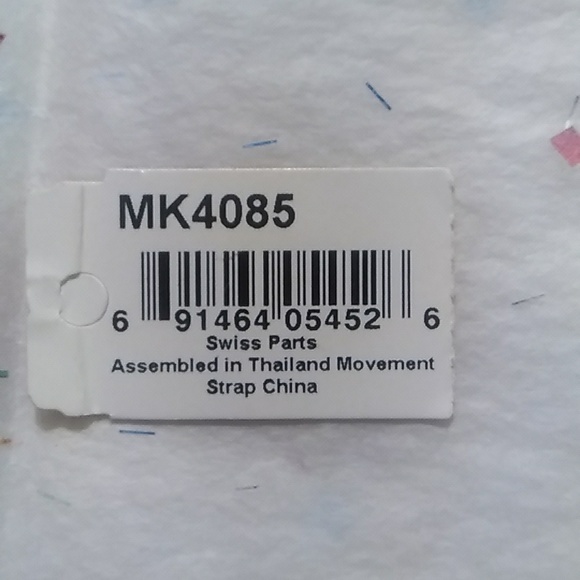 MK4085
6 91464 05452 6
Swiss Parts
Assembled in Thailand Movement
Strap China